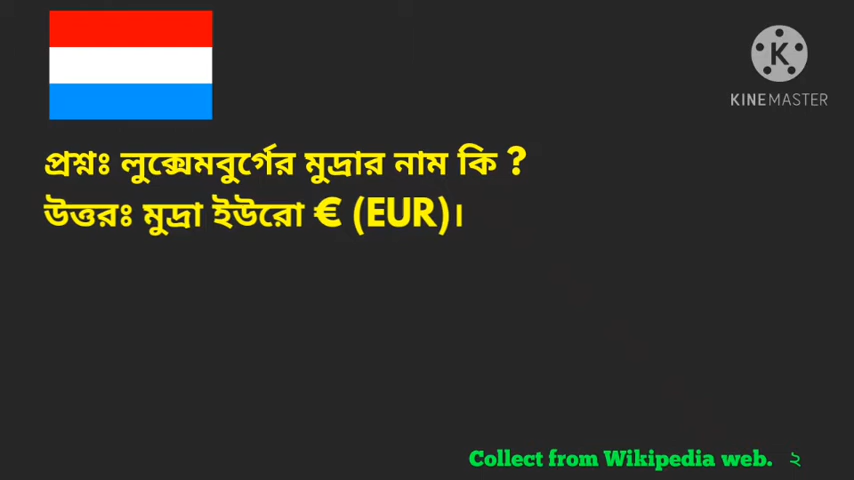 KINEMASTER
প্রশ্নঃ লুক্সেমবুর্গের মুদ্রার নাম কি ?
উত্তরঃ মুদ্রা ইউরো € (EUR)।
Collect from Wikipedia web. ২